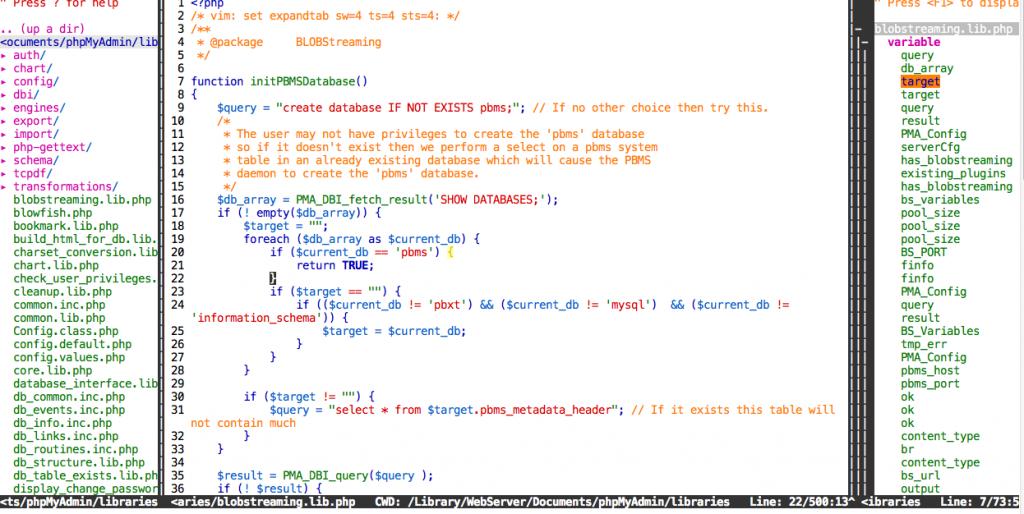 " Press ? for help
.. (up a dir)
<ocuments/phpMyAdmin/lib
▸ auth/
▸ chart/
▸ config/
▸ dbi/
▸ engines/
▸ export/
▸ import/
▸ php-gettext/
▸ schema/
▸ tcpdf/
▸ transformations/
blobstreaming.lib.php
blowfish.php
bookmark.lib.php
build_html_for_db.lib.
charset_conversion.lib
chart.lib.php
check_user_privileges.
cleanup.lib.php
common.inc.php
common.lib.php
Config.class.php
config.default.php
config.values.php
core.lib.php
database_interface.lib
db_common.inc.php
db_events.inc.php
db_info.inc.php
db_links.inc.php
db_routines.inc.php
db_structure.lib.php
db_table_exists.lib.ph
display_change_passwor
<ts/phpMyAdmin/libraries
1 <?php
2 /* vim: set expandtab sw=4 ts=4 sts=4: */
3 /**
4 * @package BLOBStreaming
5 */
6
7 function initPBMSDatabase()
8 {
9 $query = "create database IF NOT EXISTS pbms;"; // If no other choice then try this.
10 /*
11 * The user may not have privileges to create the 'pbms' database
12 * so if it doesn't exist then we perform a select on a pbms system
13 * table in an already existing database which will cause the PBMS
14 * daemon to create the 'pbms' database.
15 */
16 $db_array = PMA_DBI_fetch_result('SHOW DATABASES;');
17 if (! empty($db_array)) {
18 $target = "";
19 foreach ($db_array as $current_db) {
20 if ($current_db == 'pbms') {
21 return TRUE;
22 }
23 if ($target == "") {
24 if (($current_db != 'pbxt') && ($current_db != 'mysql') && ($current_db !=
'information_schema')) {
25 $target = $current_db;
26 }
27 }
28 }
29
30 if ($target != "") {
31 $query = "select * from $target.pbms_metadata_header"; // If it exists this table will
not contain much
32 }
33 }
34
35 $result = PMA_DBI_query($query );
36 if (! $result) {
<aries/blobstreaming.lib.php CWD: /Library/WebServer/Documents/phpMyAdmin/libraries Line: 22/500:13^
" Press <F1> to displa
blobstreaming.lib.php
variable
query
db_array
target
target
query
result
PMA_Config
serverCfg
has_blobstreaming
existing_plugins
has_blobstreaming
bs_variables
pool_size
pool_size
pool_size
BS_PORT
finfo
finfo
PMA_Config
query
result
BS_Variables
tmp_err
PMA_Config
pbms_host
pbms_port
ok
ok
ok
content_type
br
content_type
bs_url
output
<ibraries Line: 7/73:5